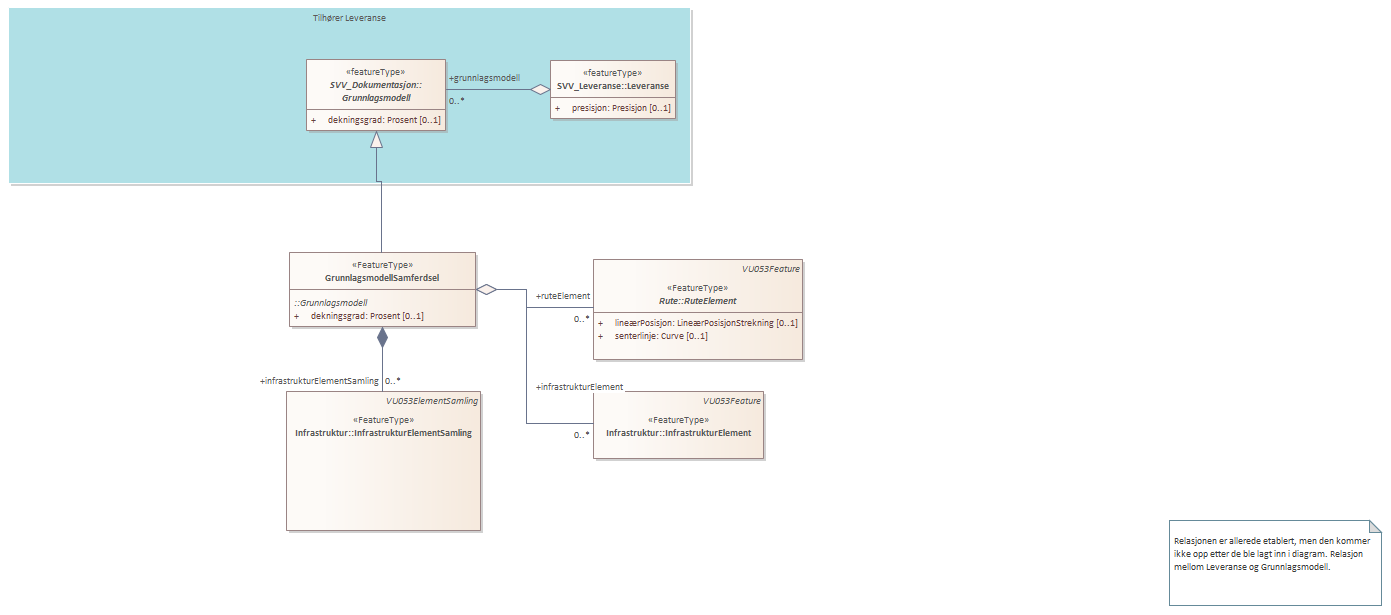 Tilhører Leveranse
«featureType»
SVV_Dokumentasjon::
Grunnlagsmodell
+ dekningsgrad: Prosent [0..1]
+grunnlagsmodell
0..*
«featureType»
SVV_Leveranse::Leveranse
+ presisjon: Presisjon [0..1]
«FeatureType»
GrunnlagsmodellSamferdsel
::Grunnlagsmodell
+ dekningsgrad: Prosent [0..1]
+ruteElement
0..*
VU053Feature
«FeatureType»
Rute::RuteElement
+ lineærPosisjon: LineærPosisjonStrekning [0..1]
+ senterlinje: Curve [0..1]
+infrastrukturElementSamling 0..*
VU053ElementSamling
«FeatureType»
Infrastruktur::InfrastrukturElementSamling
+infrastrukturElement
0..*
VU053Feature
«FeatureType»
Infrastruktur::InfrastrukturElement
Relasjonen er allerede etablert, men den kommer
ikke opp etter de ble lagt inn i diagram. Relasjon
mellom Leveranse og Grunnlagsmodell.